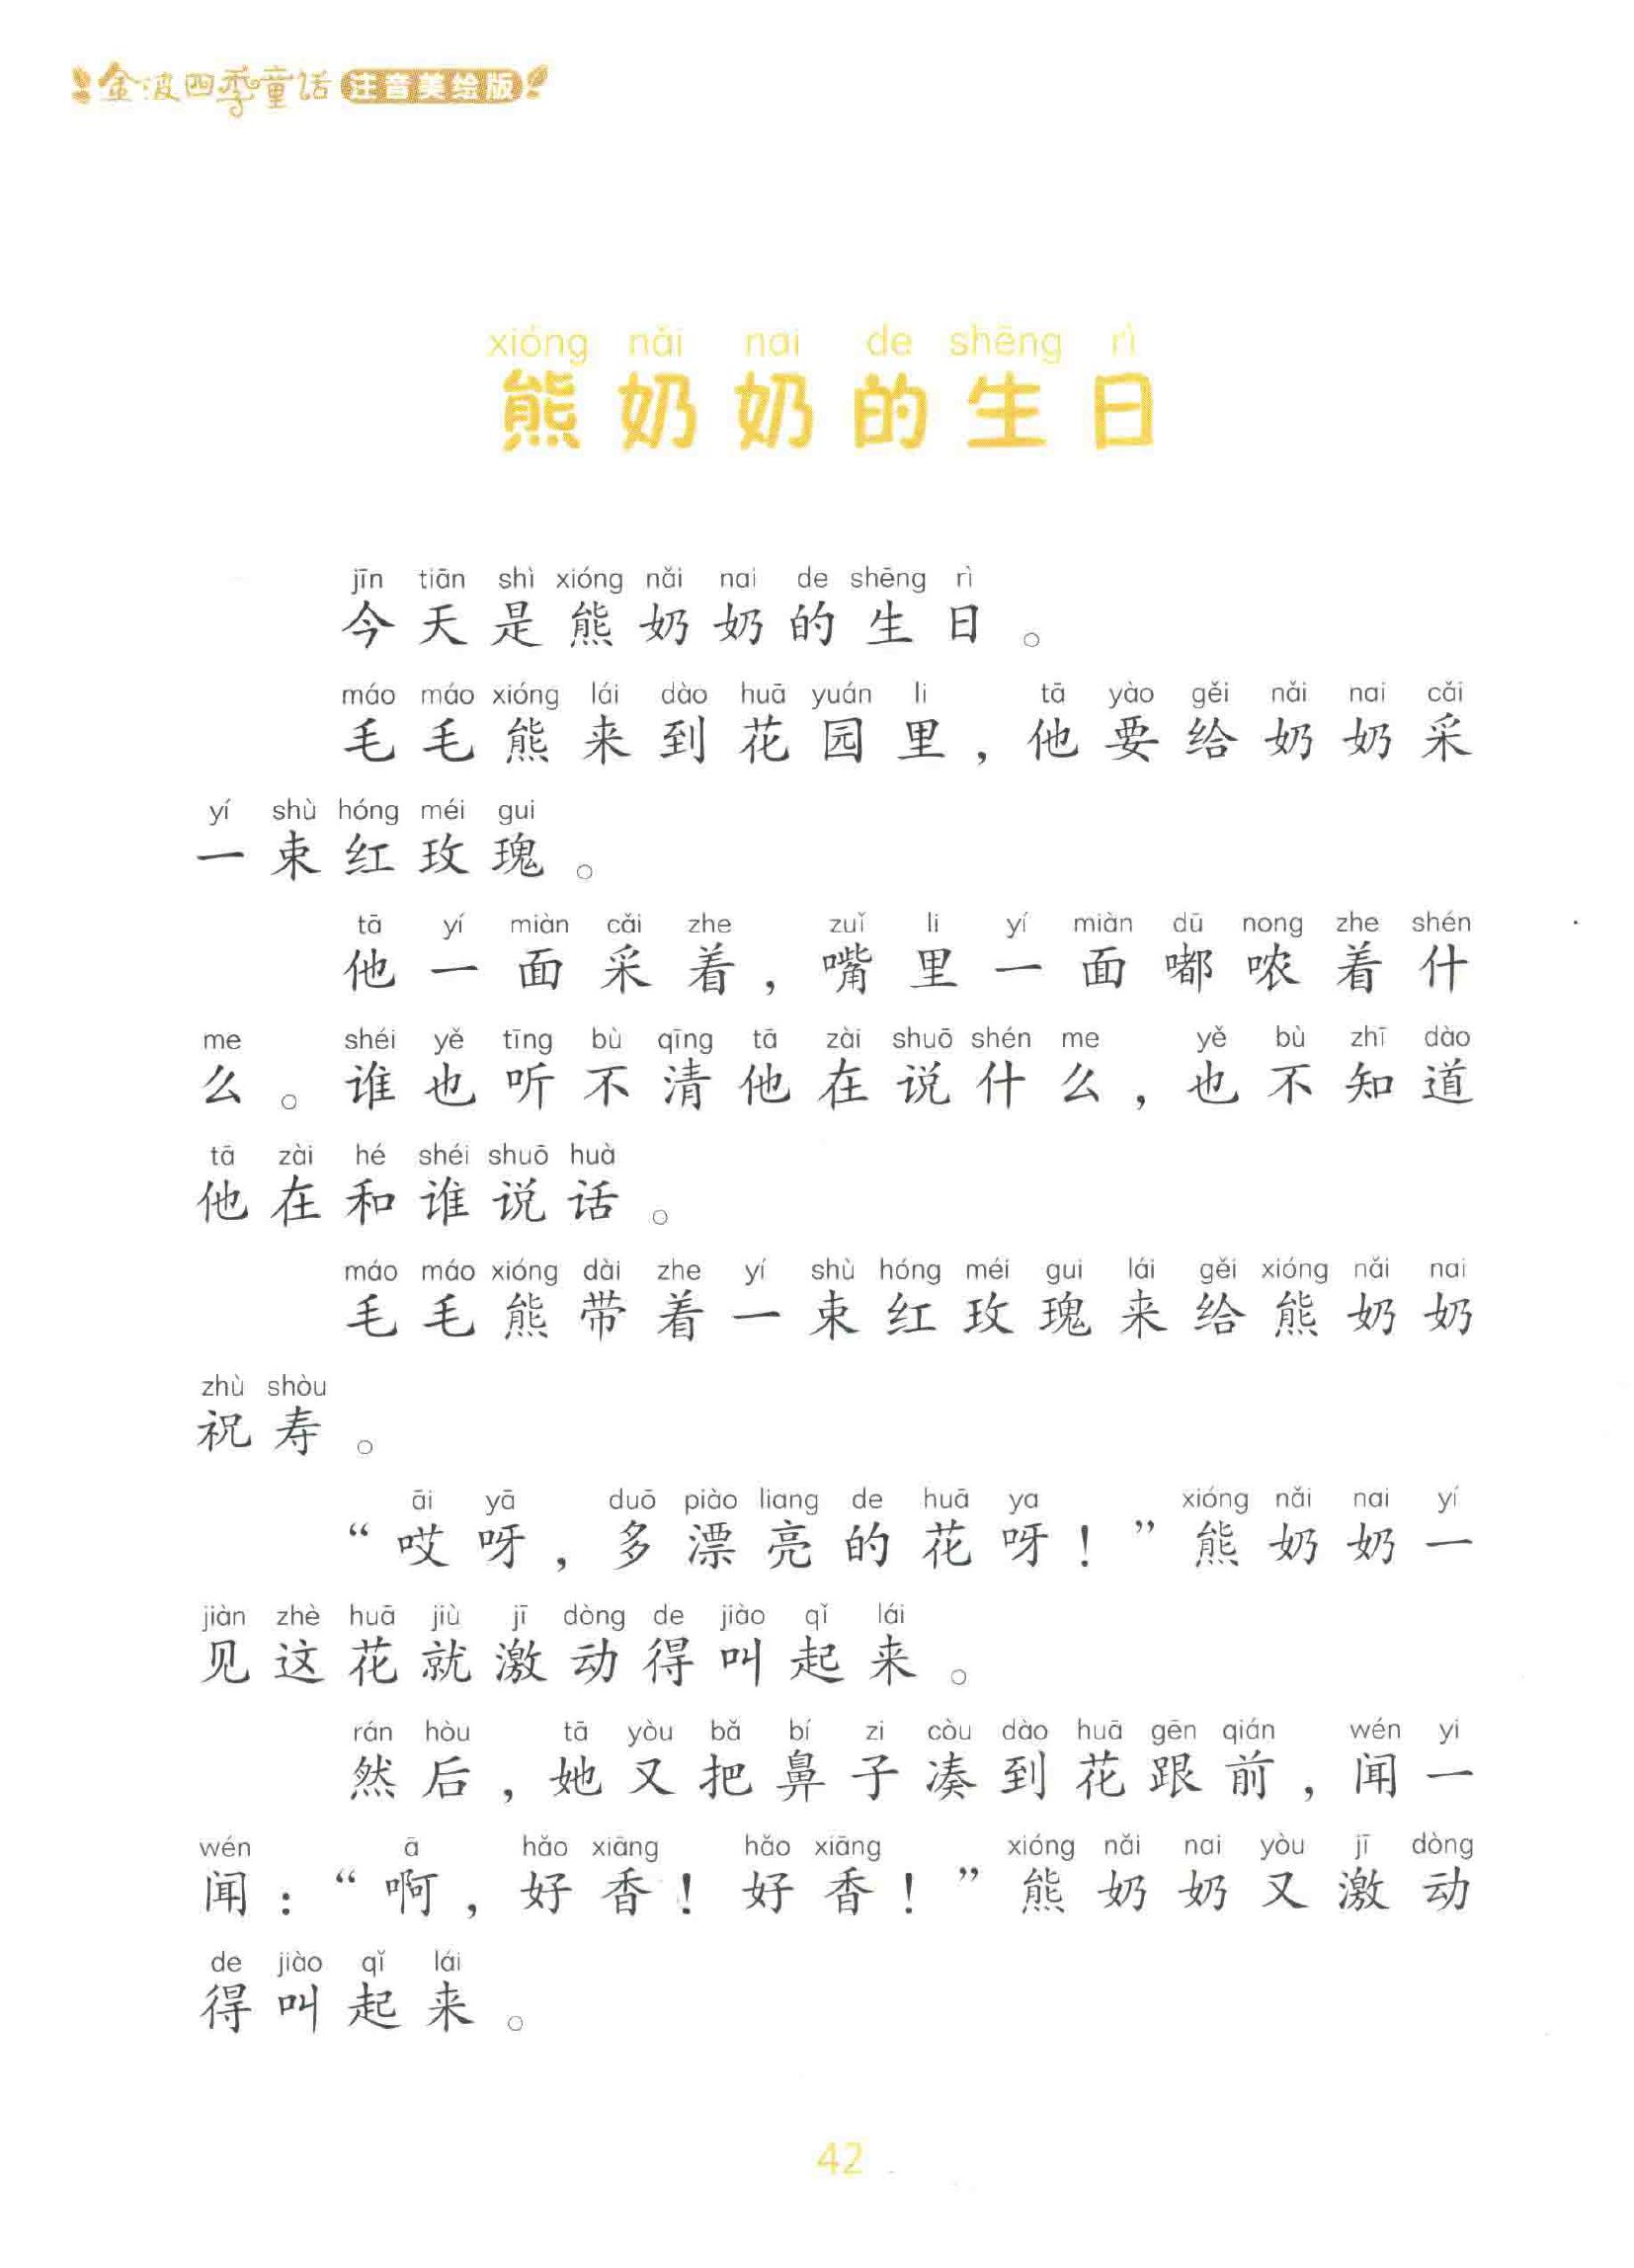 金波四季童话 注音美绘版
xióng nǎi nai de shēng rì
熊奶奶的生日
jīn tiān shì xióng nǎi nai de shēng rì
今天是熊奶奶的生日。
máo máo xióng lái dào huā yuán li tā yào gěi nǎi nai cǎi
毛毛熊来到花园里，他要给奶奶采
yí shù hóng méi gui
一束红玫瑰。
tā yí miàn cǎi zhe zuǐ li yí miàn dū nong zhe shén
他一面采着，嘴里一面嘟哝着什
me shéi yě tīng bù qīng tā zài shuō shén me yě bù zhī dào
么。谁也听不清他在说什么，也不知道
tā zài hé shéi shuō huà
他在和谁说话。
máo máo xióng dài zhe yí shù hóng méi gui lái gěi xióng nǎi nai
毛毛熊带着一束红玫瑰来给熊奶奶
zhù shòu
祝寿。
āi yā duō piào liang de huā ya xióng nǎi nai yí
“哎呀，多漂亮的花呀！”熊奶奶一
jiàn zhè huā jiù jī dòng de jiào qǐ lái
见这花就激动得叫起来。
rán hòu tā yòu bǎ bí zi còu dào huā gēn qián wén yi
然后，她又把鼻子凑到花跟前，闻一
wén ā hǎo xiāng hǎo xiāng xióng nǎi nai yòu jī dòng
闻：“啊，好香！好香！”熊奶奶又激动
de jiào qǐ lái
得叫起来。
42